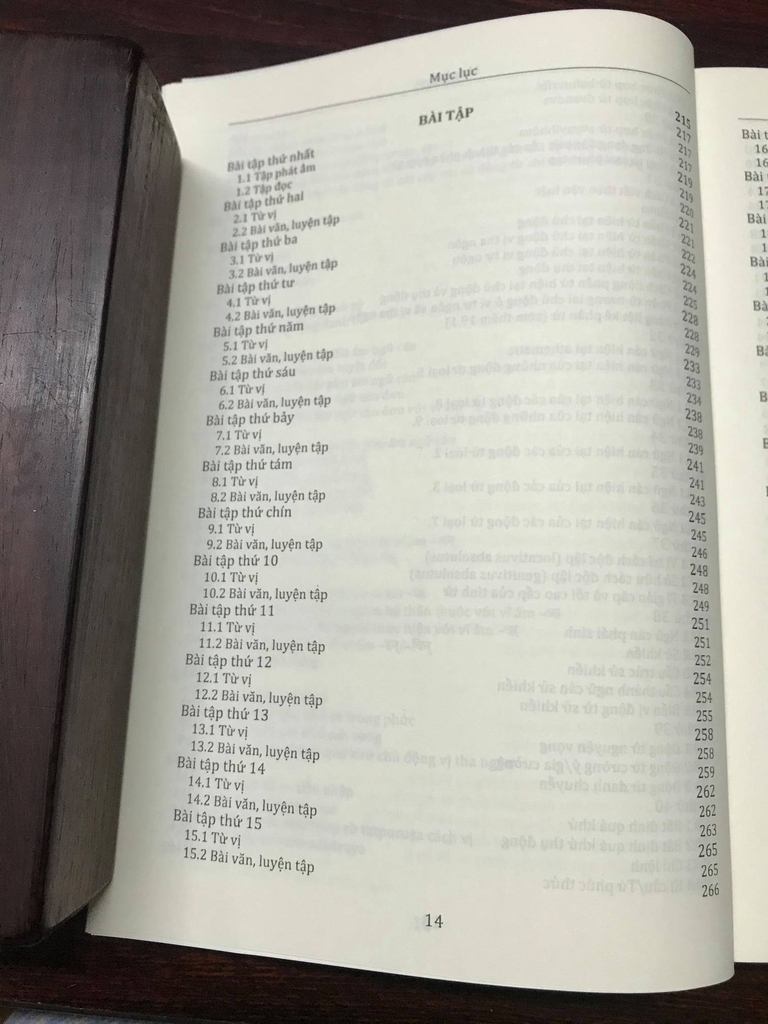 Mục lục
BÀI TẬP 215
Bài tập thứ nhất 217
1.1 Tập phát âm 217
1.2 Tập đọc 217
Bài tập thứ hai 219
2.1 Từ vị 219
2.2 Bài văn, luyện tập 220
Bài tập thứ ba 221
3.1 Từ vị 221
3.2 Bài văn, luyện tập 222
Bài tập thứ tư 224
4.1 Từ vị 224
4.2 Bài văn, luyện tập 225
Bài tập thứ năm 228
5.1 Từ vị 228
5.2 Bài văn, luyện tập 229
Bài tập thứ sáu 233
6.1 Từ vị 233
6.2 Bài văn, luyện tập 234
Bài tập thứ bảy 238
7.1 Từ vị 238
7.2 Bài văn, luyện tập 239
Bài tập thứ tám 241
8.1 Từ vị 241
8.2 Bài văn, luyện tập 243
Bài tập thứ chín 245
9.1 Từ vị 245
9.2 Bài văn, luyện tập 246
Bài tập thứ 10 248
10.1 Từ vị 248
10.2 Bài văn, luyện tập 249
Bài tập thứ 11 251
11.1 Từ vị 251
11.2 Bài văn, luyện tập 252
Bài tập thứ 12 254
12.1 Từ vị 254
12.2 Bài văn, luyện tập 255
Bài tập thứ 13 258
13.1 Từ vị 258
13.2 Bài văn, luyện tập 259
Bài tập thứ 14 262
14.1 Từ vị 262
14.2 Bài văn, luyện tập 263
Bài tập thứ 15 265
15.1 Từ vị 265
15.2 Bài văn, luyện tập 266
14